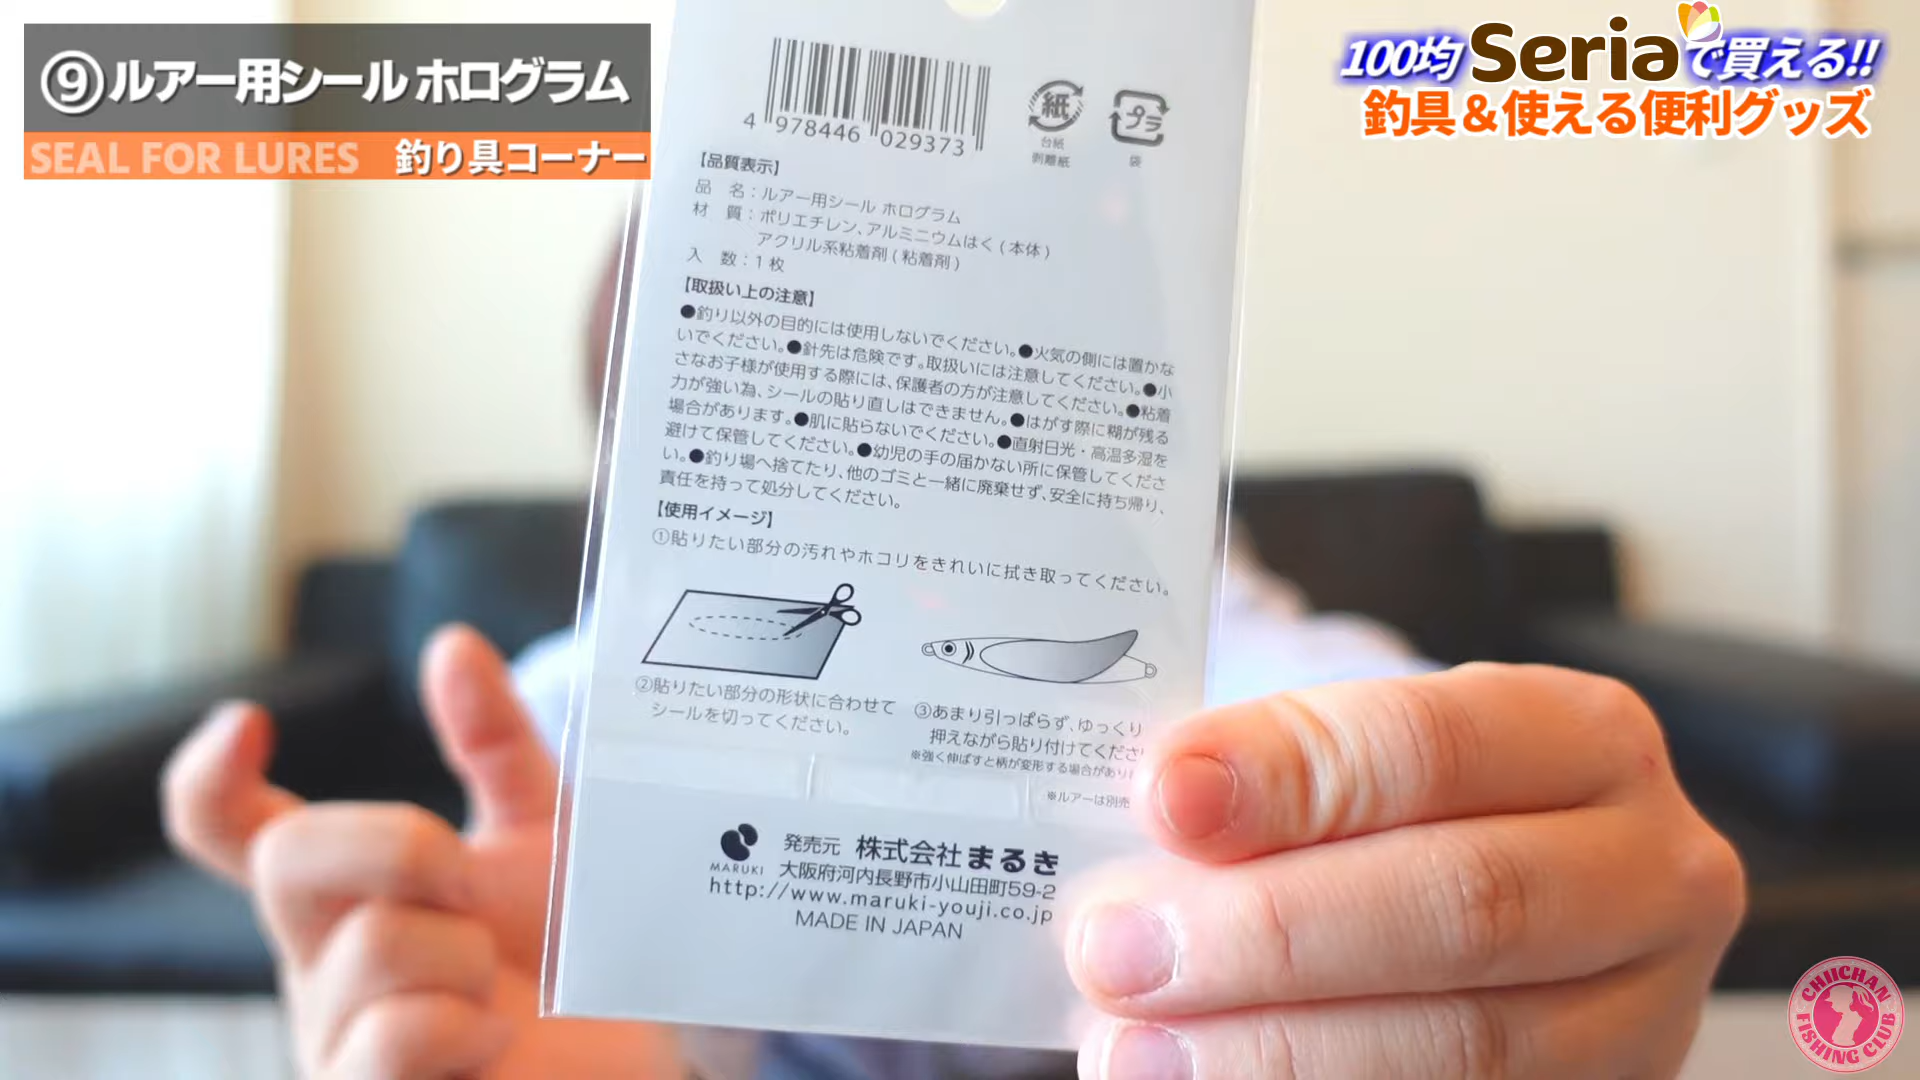 ⑨ルアー用シール ホログラム
SEAL FOR LURES 釣り具コーナー
100均 Seria で買える!!
釣具&使える便利グッズ
4 978446 029373
紙
台紙
剥離紙
プラ
袋
【品質表示】
品 名:ルアー用シール ホログラム
材 質:ポリエチレン、アルミニウムはく(本体)
アクリル系粘着剤(粘着剤)
入 数:1枚
【取扱い上の注意】
●釣り以外の目的には使用しないでください。●火気の側には置かな
いでください。●針先は危険です。取扱いには注意してください。●小
さなお子様が使用する際には、保護者の方が注意してください。●粘着
力が強い為、シールの貼り直しはできません。●はがす際に糊が残る
場合があります。●肌に貼らないでください。●直射日光・高温多湿を
避けて保管してください。●幼児の手の届かない所に保管してくださ
い。●釣り場へ捨てたり、他のゴミと一緒に廃棄せず、安全に持ち帰り、
責任を持って処分してください。
【使用イメージ】
①貼りたい部分の汚れやホコリをきれいに拭き取ってください。
②貼りたい部分の形状に合わせて
シールを切ってください。
③あまり引っぱらず、ゆっくり
押えながら貼り付けてくださ
※強く伸ばすと柄が変形する場合があり
※ルアーは別売
MARUKI
発売元 株式会社まるき
大阪府河内長野市小山田町59-2
http://www.maruki-youji.co.jp
MADE IN JAPAN
CHIICHAN
FISHING CLUB